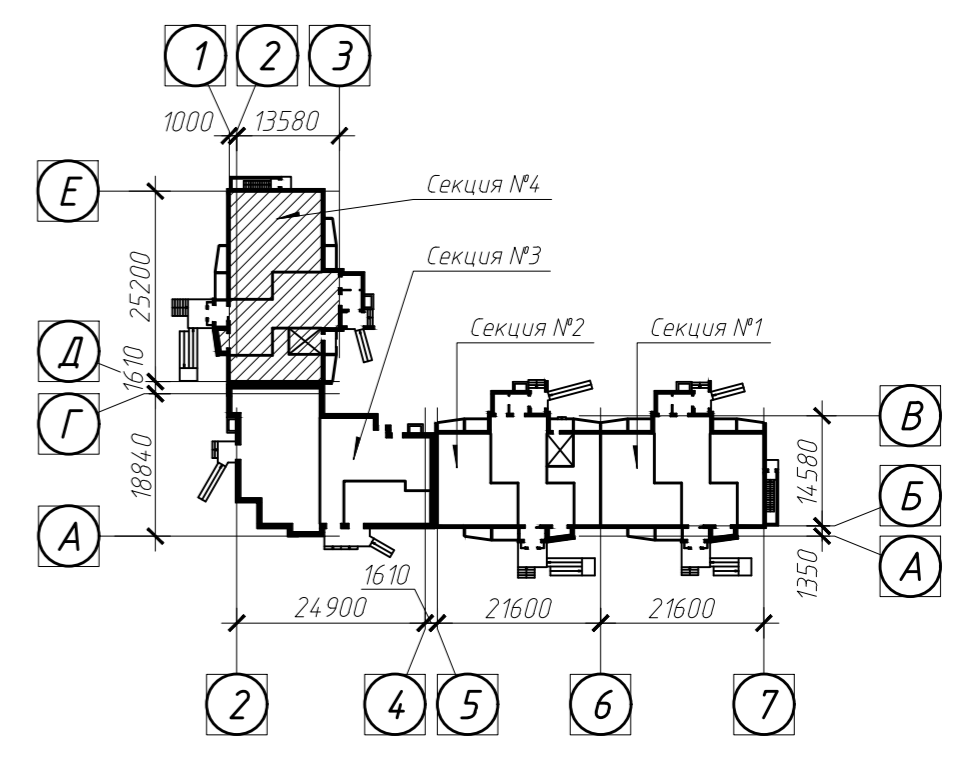 1 2 3
1000 13580
Е
Секция №4
Секция №3
25200
Секция №2 Секция №1
Д
1610
Г
В
18840
14580
Б
А
А
1350
1610
24900 21600 21600
2 4 5 6 7